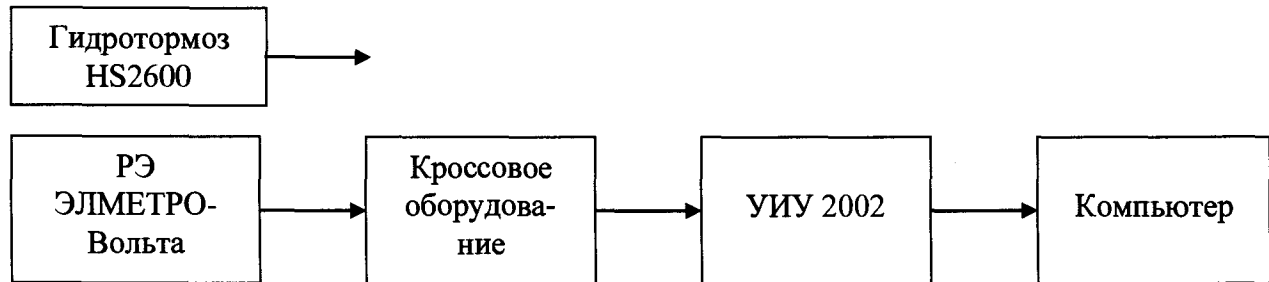 Гидротормоз
HS2600
РЭ
ЭЛМЕТРО-
Вольта
Кроссовое
оборудова-
ние
УИУ 2002
Компьютер